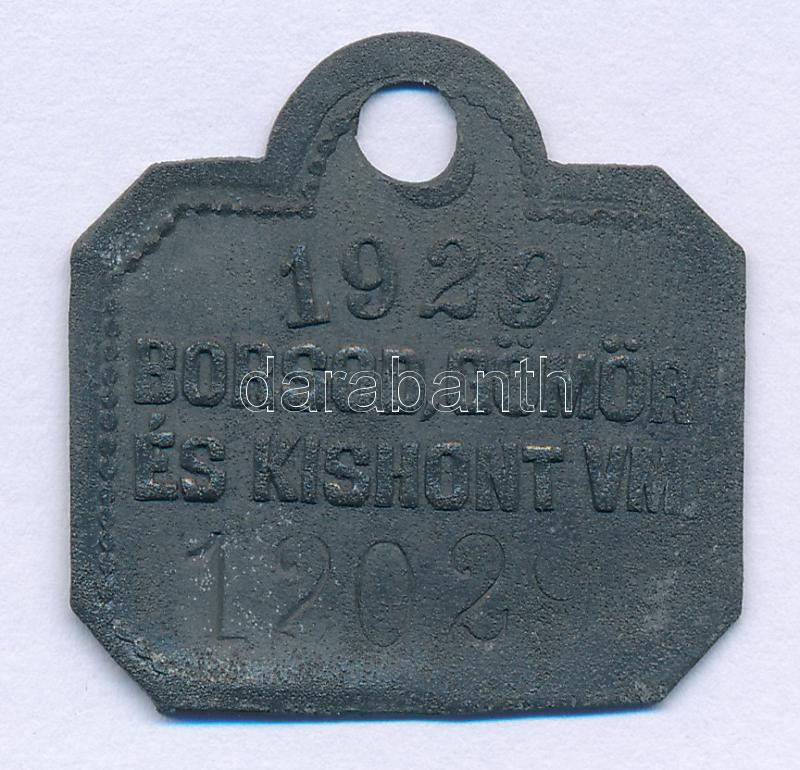 1929
BORSOD, GÖMÖR
ÉS KISHONT VM.
1202
darabanth